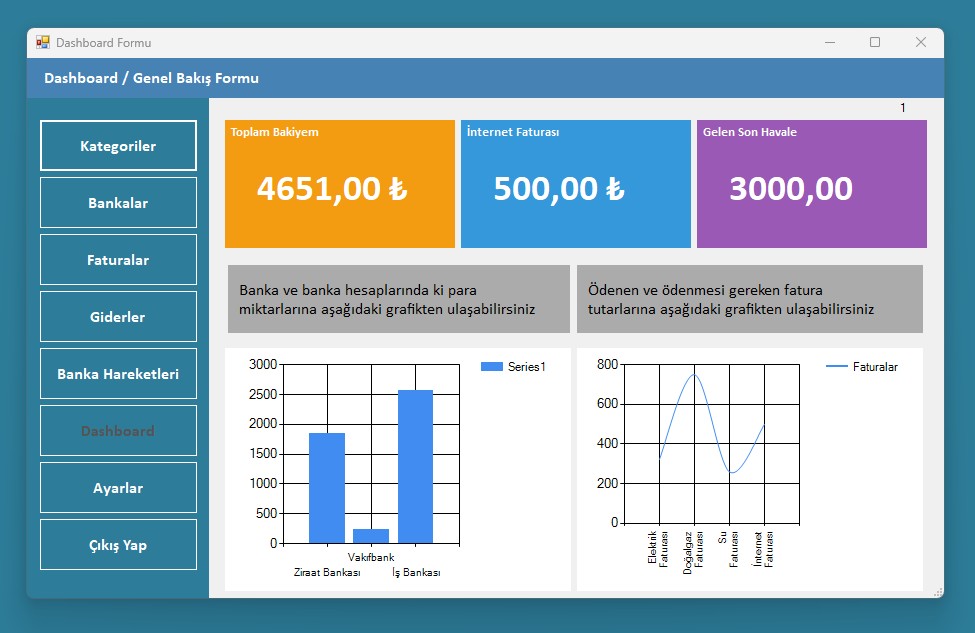 Dashboard Formu
Dashboard / Genel Bakış Formu
1
Kategoriler
Bankalar
Faturalar
Giderler
Banka Hareketleri
Dashboard
Ayarlar
Çıkış Yap
Toplam Bakiyem
4651,00 ₺
İnternet Faturası
500,00 ₺
Gelen Son Havale
3000,00
Banka ve banka hesaplarında ki para
miktarlarına aşağıdaki grafikten ulaşabilirsiniz
Ödenen ve ödenmesi gereken fatura
tutarlarına aşağıdaki grafikten ulaşabilirsiniz
3000
2500
2000
1500
1000
500
0
Vakıfbank
Ziraat Bankası
İş Bankası
Series1
800
600
400
200
0
Elektrik
Faturası
Doğalgaz
Faturası
Su
Faturası
İnternet
Faturası
Faturalar